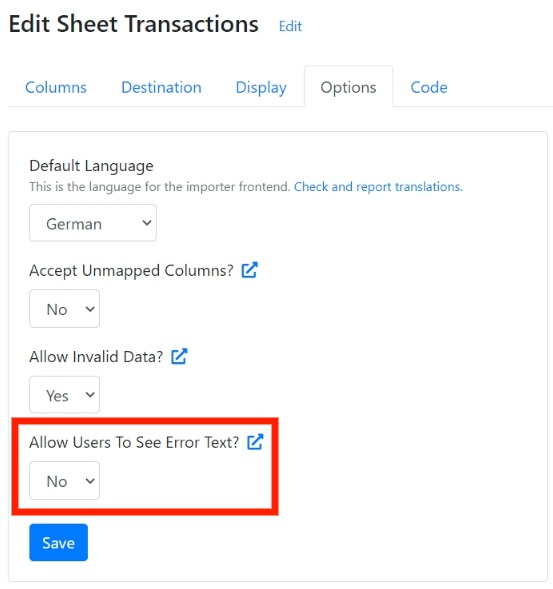 Edit Sheet Transactions Edit
Columns Destination Display Options Code
Default Language
This is the language for the importer frontend. Check and report translations.
German
Accept Unmapped Columns?
No
Allow Invalid Data?
Yes
Allow Users To See Error Text?
No
Save